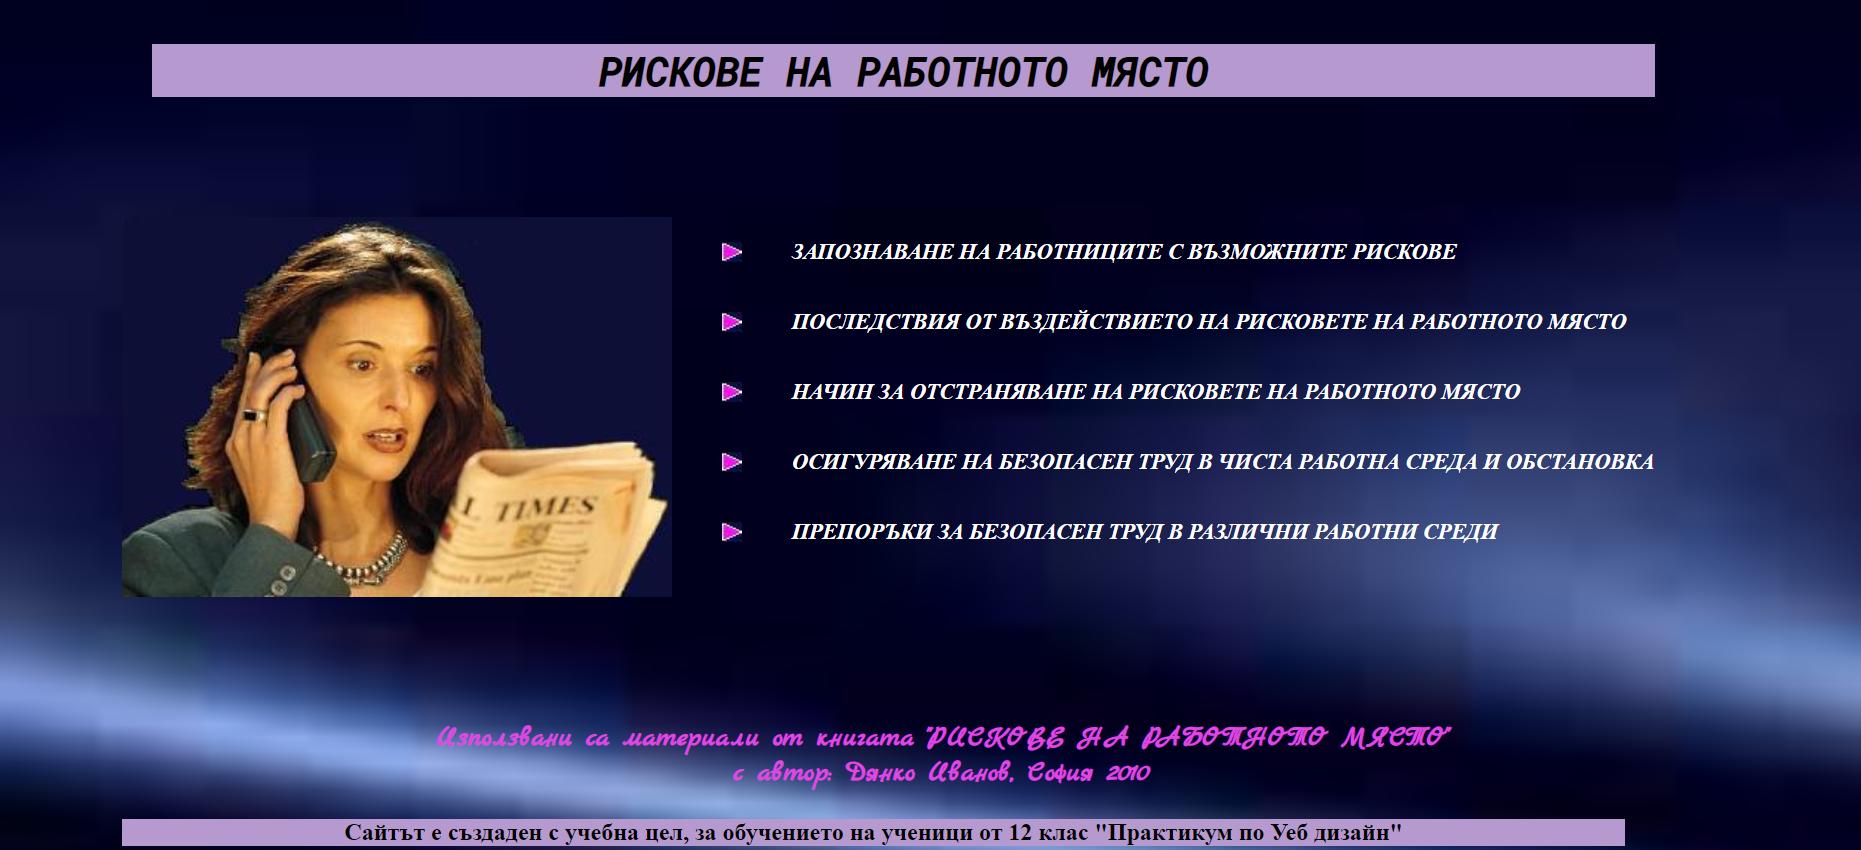 РИСКОВЕ НА РАБОТНОТО МЯСТО
ЗАПОЗНАВАНЕ НА РАБОТНИЦИТЕ С ВЪЗМОЖНИТЕ РИСКОВЕ
ПОСЛЕДСТВИЯ ОТ ВЪЗДЕЙСТВИЕТО НА РИСКОВЕТЕ НА РАБОТНОТО МЯСТО
НАЧИН ЗА ОТСТРАНЯВАНЕ НА РИСКОВЕТЕ НА РАБОТНОТО МЯСТО
ОСИГУРЯВАНЕ НА БЕЗОПАСЕН ТРУД В ЧИСТА РАБОТНА СРЕДА И ОБСТАНОВКА
ПРЕПОРЪКИ ЗА БЕЗОПАСЕН ТРУД В РАЗЛИЧНИ РАБОТНИ СРЕДИ
TIMES
Използвани са материали от книгата "РИСКОВЕ НА РАБОТНОТО МЯСТО"
с автор: Дянко Иванов, София 2010
Сайтът е създаден с учебна цел, за обучението на ученици от 12 клас "Практикум по Уеб дизайн"